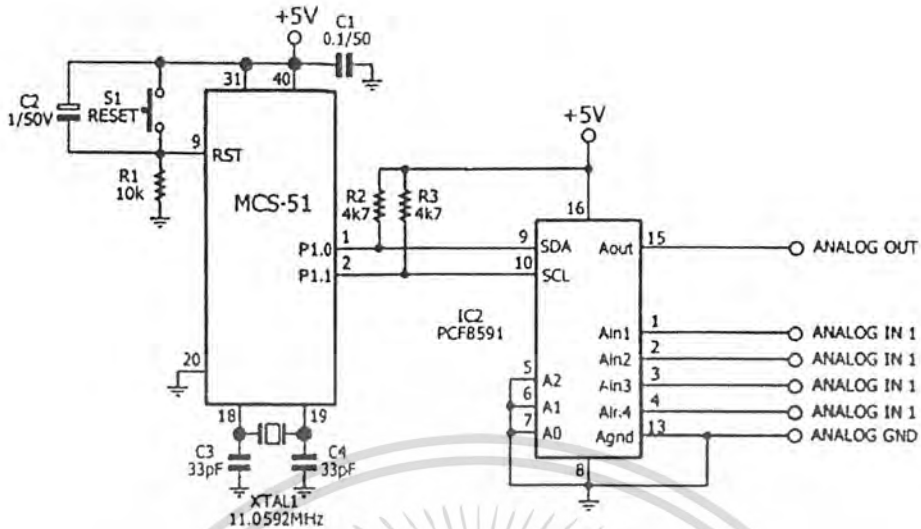 +5V
C1
0.1/50
31
40
C2
1/50V
S1
RESET
9
RST
R1
10k
MCS-51
+5V
R2
4k7
R3
4k7
16
P1.0
1
9
SDA
Aout
15
ANALOG OUT
P1.1
2
10
SCL
IC2
PCF8591
Ain1
1
ANALOG IN 1
Ain2
2
ANALOG IN 1
20
5
A2
Ain3
3
ANALOG IN 1
6
A1
Air.4
4
ANALOG IN 1
7
A0
Agnd
13
ANALOG GND
18
19
8
C3
33pF
C4
33pF
XTAL1
11.0592MHz